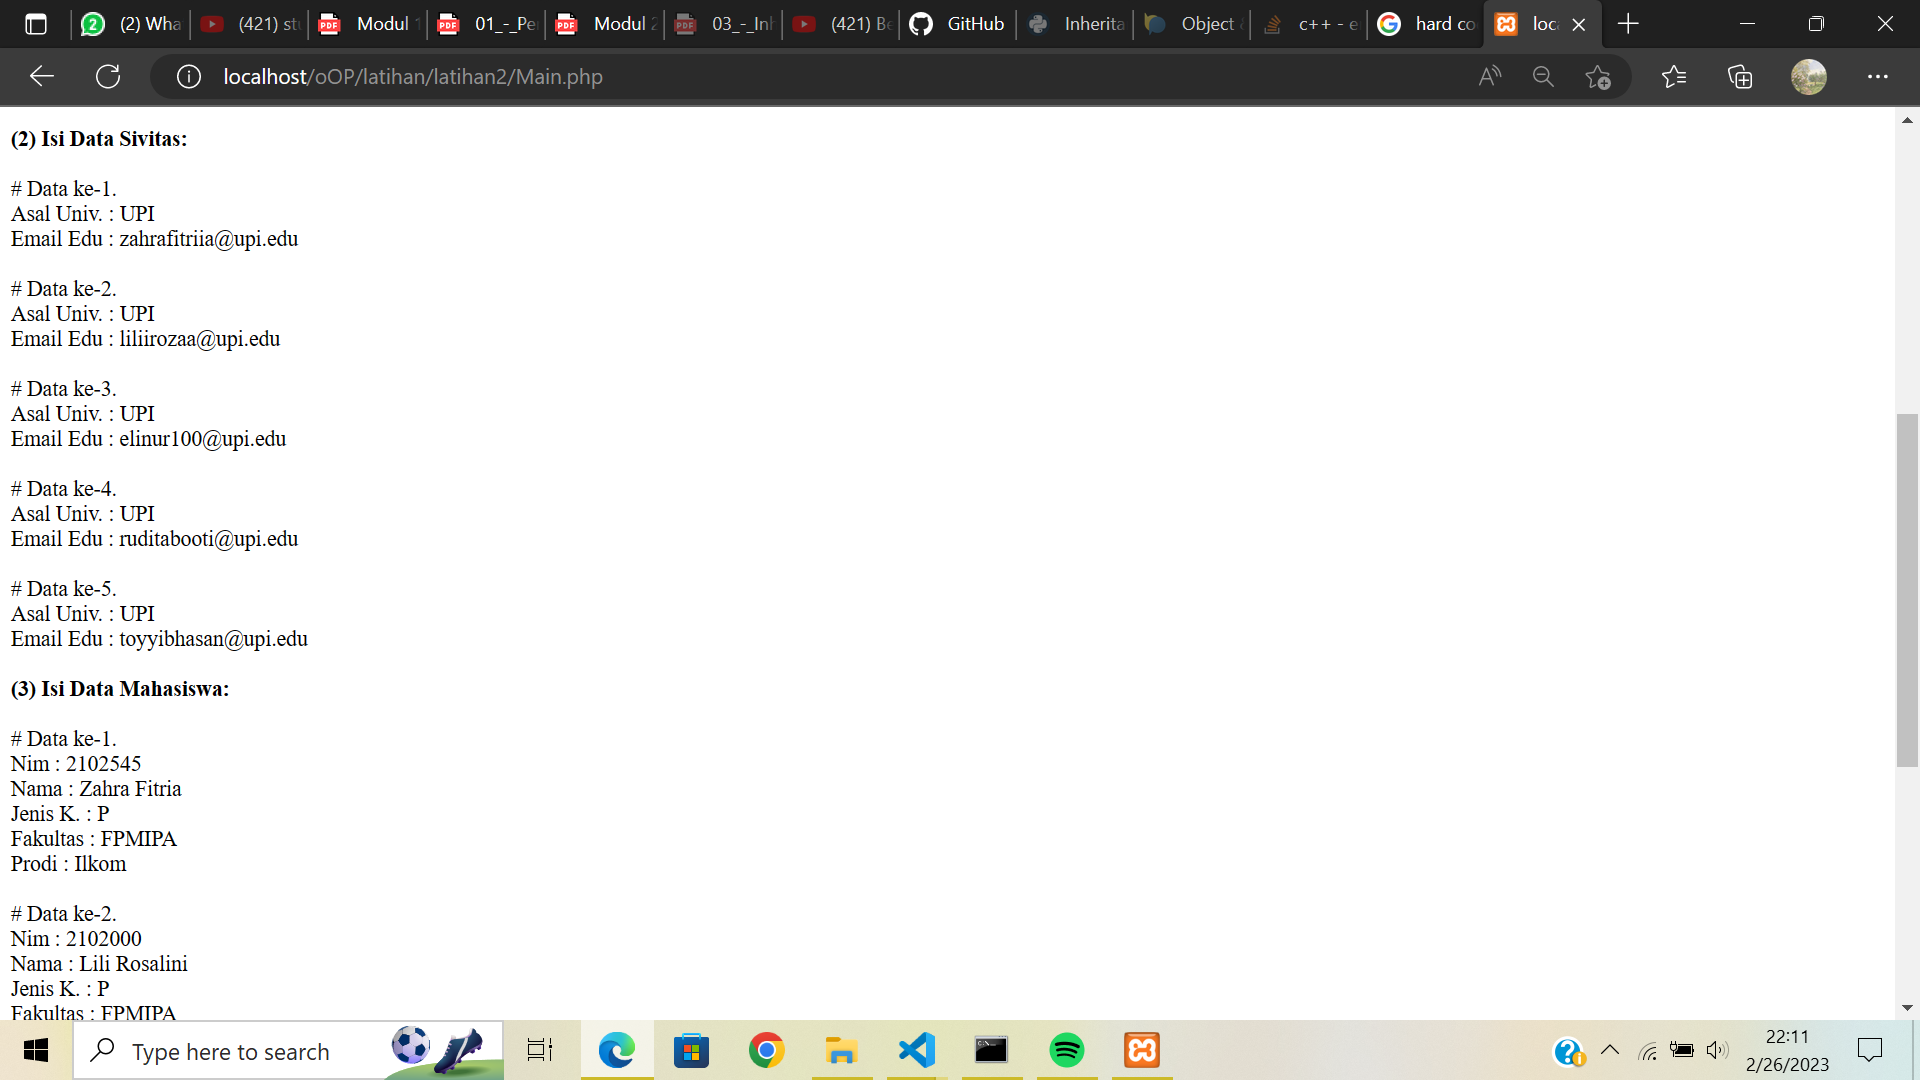 (2) Wha
(421) stu
Modul 1
01_-_Pe
Modul 2
03_-_Inh
(421) Be
GitHub
Inherita
Object
c++ - e
hard co
loc
localhost/oOP/latihan/latihan2/Main.php
(2) Isi Data Sivitas:
# Data ke-1.
Asal Univ. : UPI
Email Edu : zahrafitriia@upi.edu
# Data ke-2.
Asal Univ. : UPI
Email Edu : liliirozaa@upi.edu
# Data ke-3.
Asal Univ. : UPI
Email Edu : elinur100@upi.edu
# Data ke-4.
Asal Univ. : UPI
Email Edu : ruditabooti@upi.edu
# Data ke-5.
Asal Univ. : UPI
Email Edu : toyyibhasan@upi.edu
(3) Isi Data Mahasiswa:
# Data ke-1.
Nim : 2102545
Nama : Zahra Fitria
Jenis K. : P
Fakultas : FPMIPA
Prodi : Ilkom
# Data ke-2.
Nim : 2102000
Nama : Lili Rosalini
Jenis K. : P
Fakultas : FPMIPA
Type here to search
22:11
2/26/2023